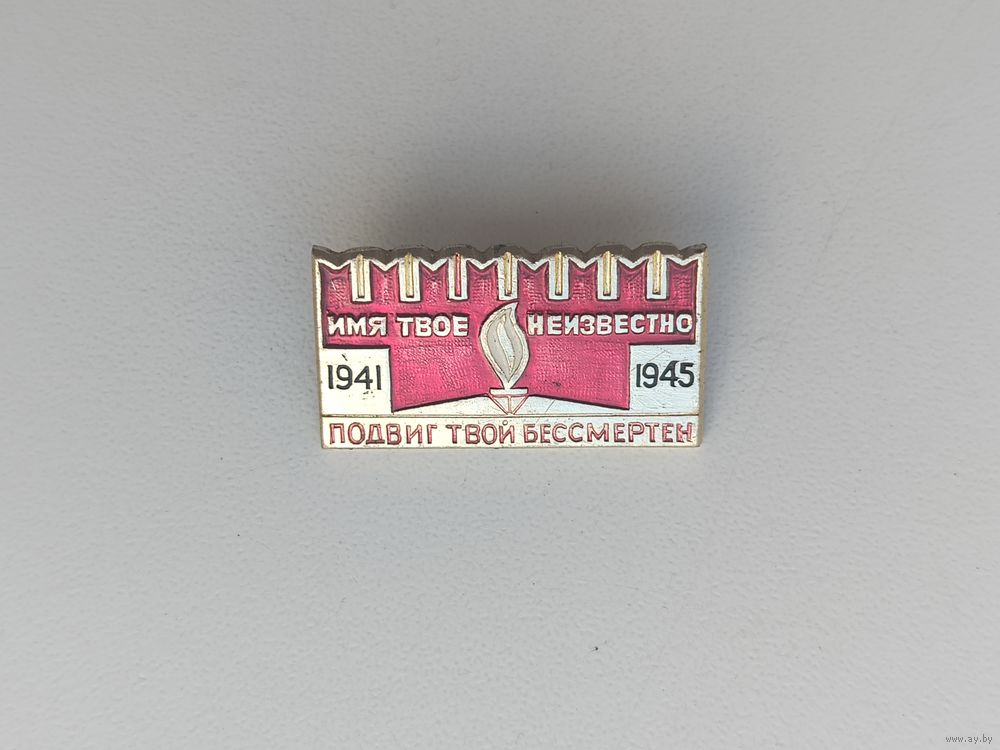 ИМЯ ТВОЕ НЕИЗВЕСТНО
1941 1945
ПОДВИГ ТВОЙ БЕССМЕРТЕН
www.ay.by